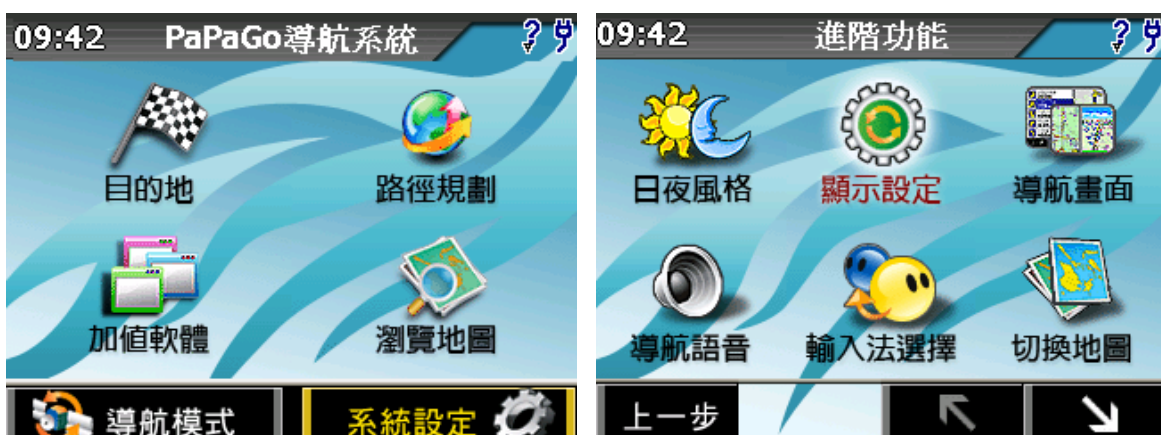 09:42 PaPaGo導航系統
目的地 路徑規劃
加值軟體 瀏覽地圖
導航模式 系統設定
09:42 進階功能
日夜風格 顯示設定 導航畫面
導航語音 輸入法選擇 切換地圖
上一步